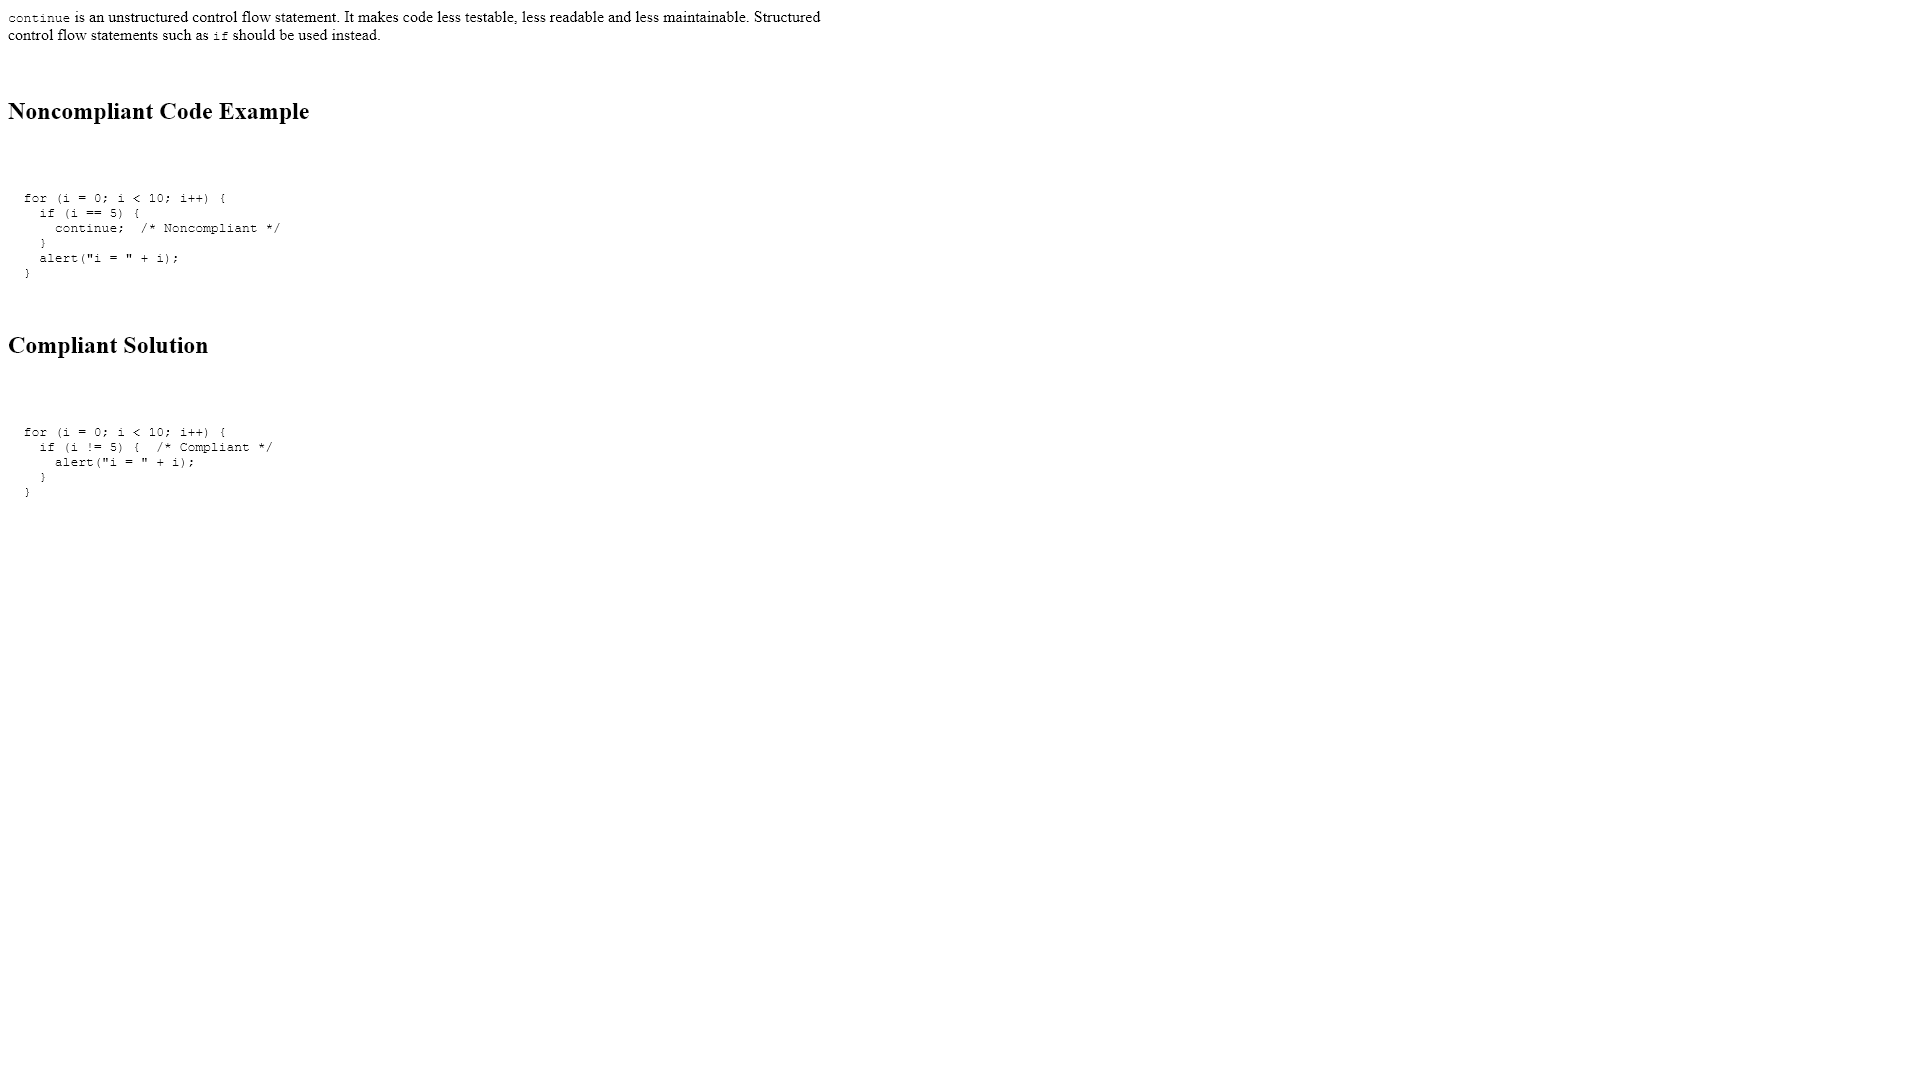 continue is an unstructured control flow statement. It makes code less testable, less readable and less maintainable. Structured
control flow statements such as if should be used instead.
Noncompliant Code Example
for (i = 0; i < 10; i++) {
  if (i == 5) {
    continue;  /* Noncompliant */
  }
  alert("i = " + i);
}
Compliant Solution
for (i = 0; i < 10; i++) {
  if (i != 5) {  /* Compliant */
    alert("i = " + i);
  }
}